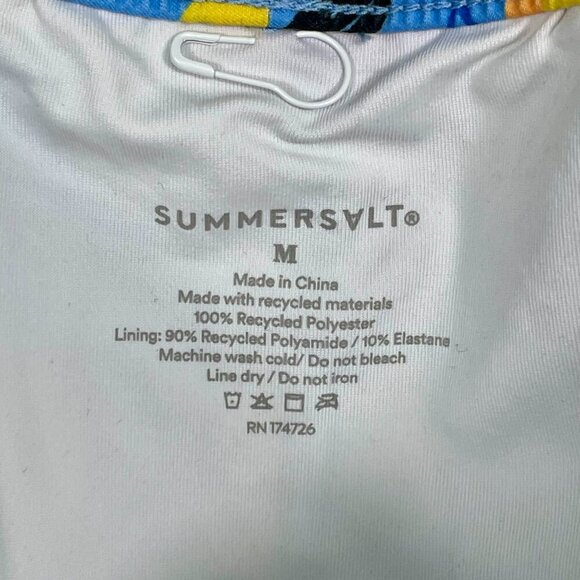 SUMMERSⱯLT®
M
Made in China
Made with recycled materials
100% Recycled Polyester
Lining: 90% Recycled Polyamide / 10% Elastane
Machine wash cold/ Do not bleach
Line dry / Do not iron
RN 174726